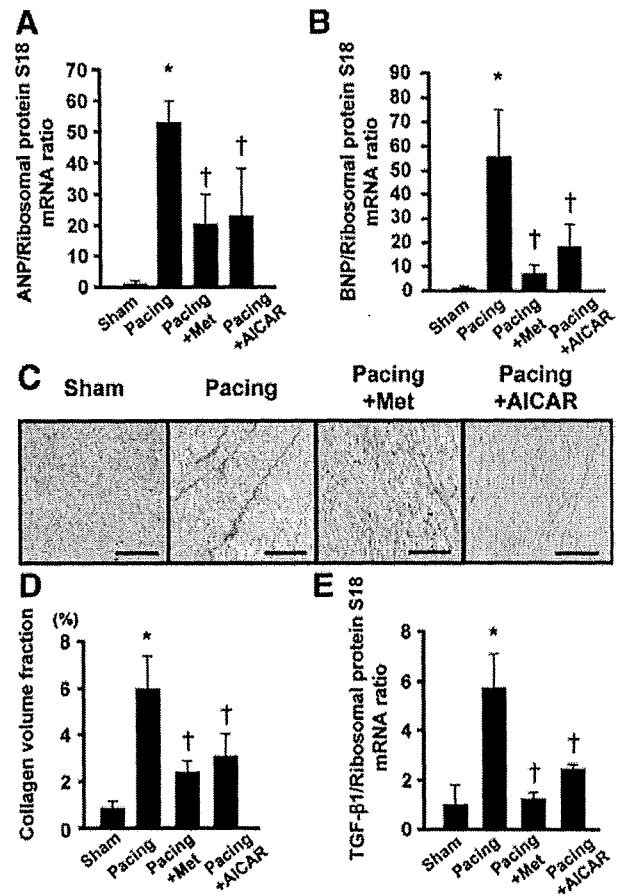 A
ANP/Ribosomal protein S18
mRNA ratio
70
60
50
40
30
20
10
0
*
†
†
Sham
Pacing
Pacing
+Met
Pacing
+AICAR
B
BNP/Ribosomal protein S18
mRNA ratio
90
80
70
60
50
40
30
20
10
0
*
†
†
Sham
Pacing
Pacing
+Met
Pacing
+AICAR
C
Sham
Pacing
Pacing
+Met
Pacing
+AICAR
D
Collagen volume fraction
(%)
8
6
4
2
0
*
†
†
Sham
Pacing
Pacing
+Met
Pacing
+AICAR
E
TGF-β1/Ribosomal protein S18
mRNA ratio
8
6
4
2
0
*
†
†
Sham
Pacing
Pacing
+Met
Pacing
+AICAR